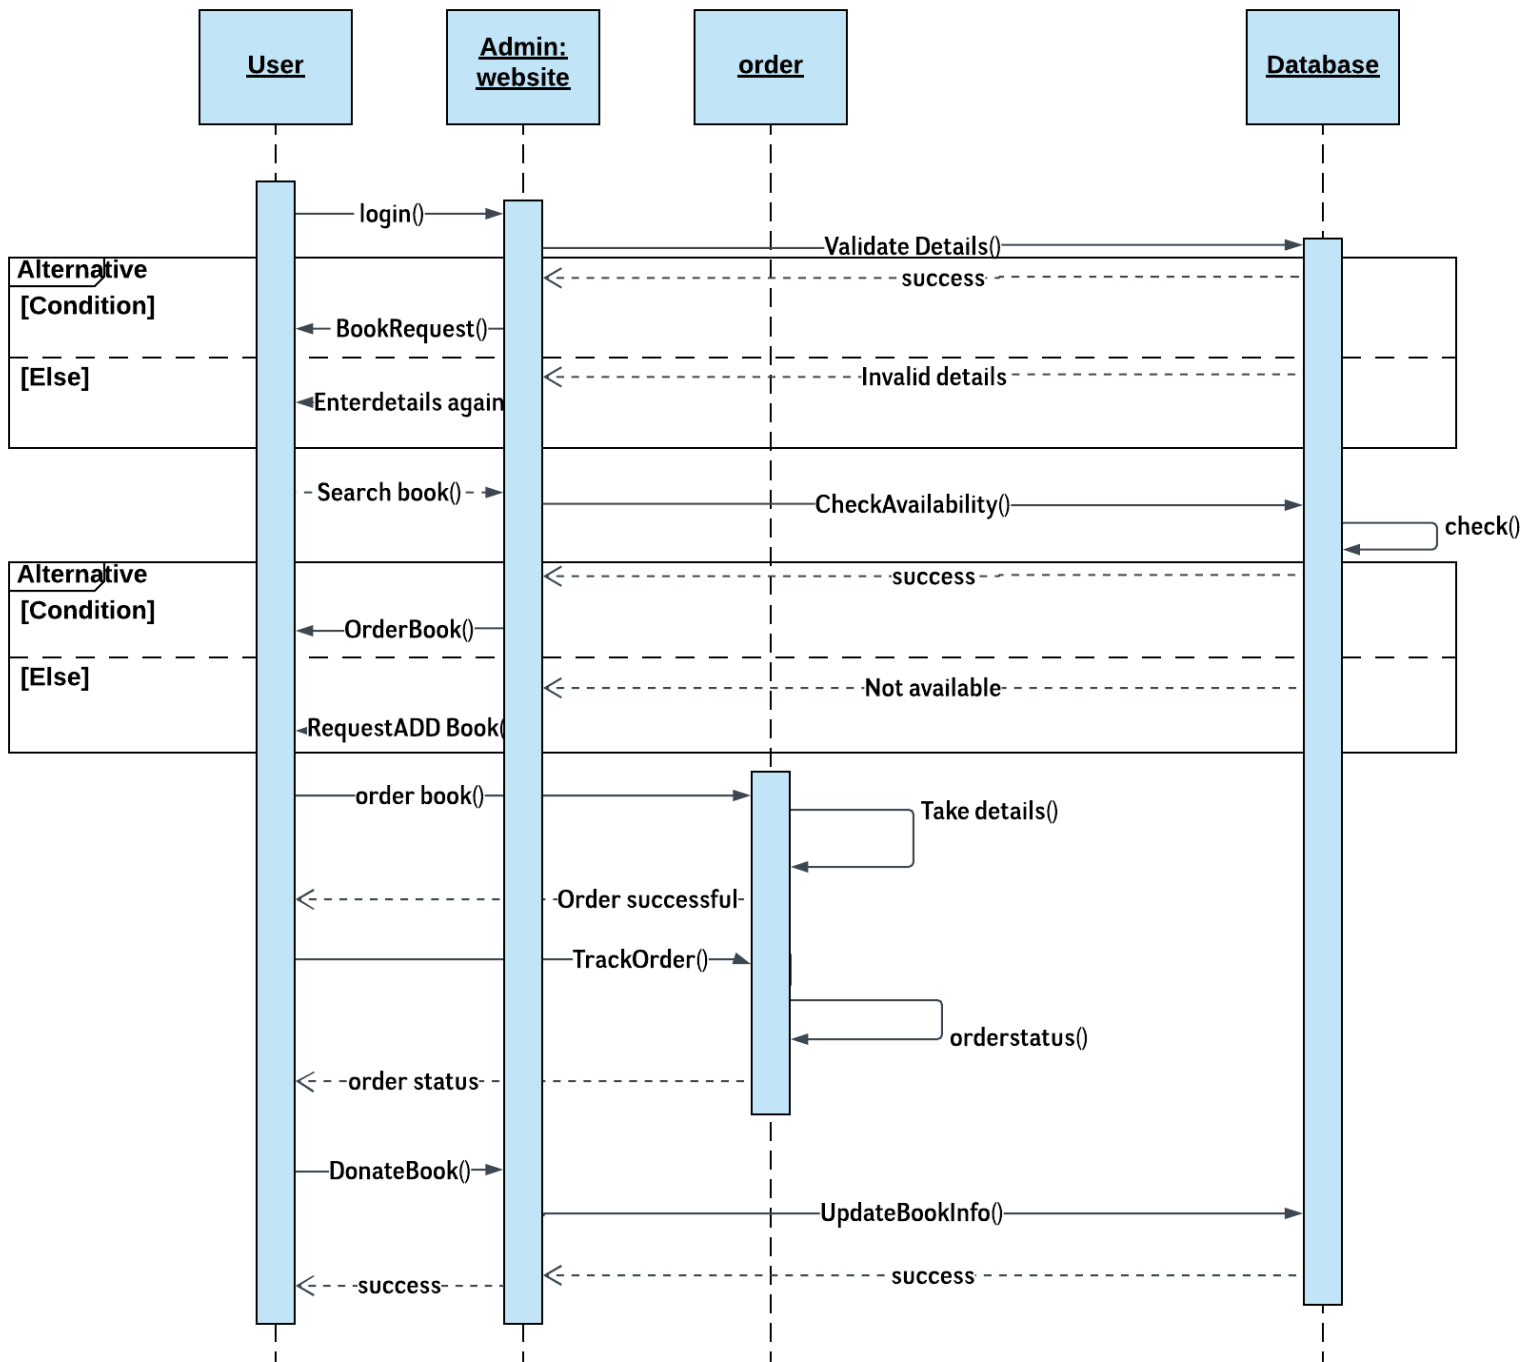 User
Admin:
website
order
Database
login()
Validate Details()
Alternative
success
[Condition]
BookRequest()
[Else]
Invalid details
Enterdetails again
Search book()
CheckAvailability()
check()
Alternative
success
[Condition]
OrderBook()
[Else]
Not available
RequestADD Book(
order book()
Take details()
Order successful
TrackOrder()
orderstatus()
order status
DonateBook()
UpdateBookInfo()
success
success